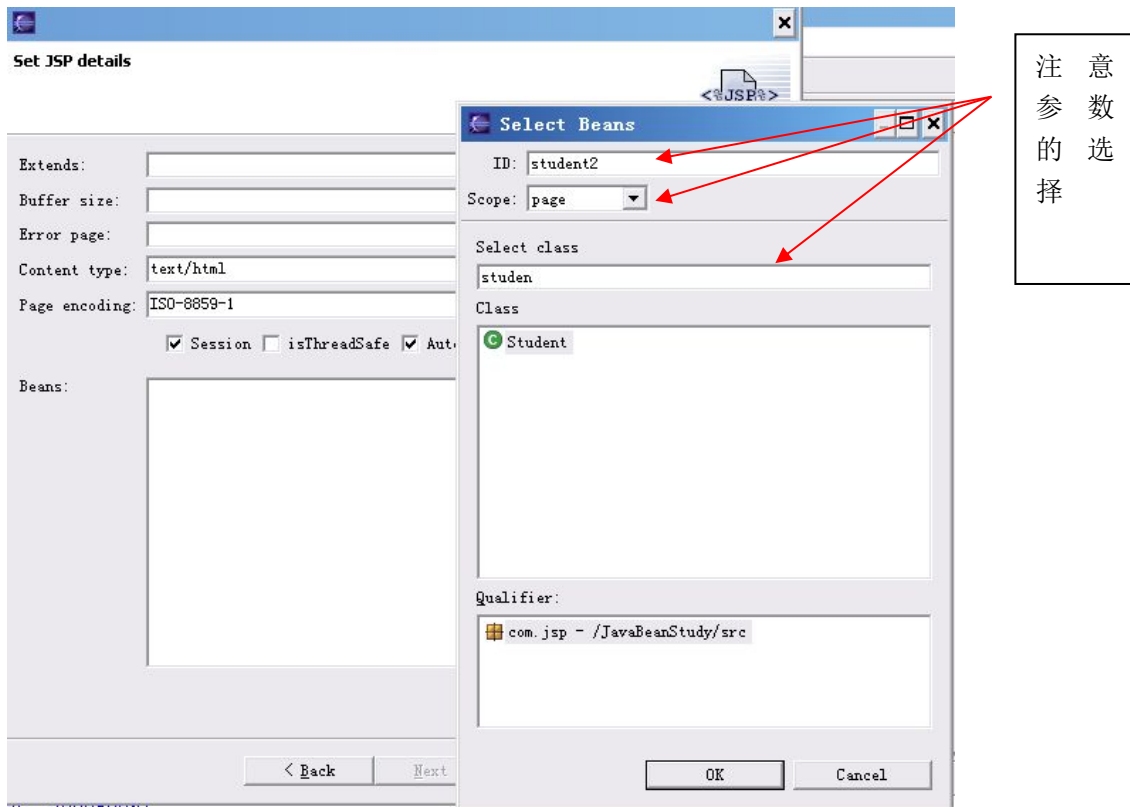 Set JSP details
<%JSP%>
Extends:
Buffer size:
Error page:
Content type: text/html
Page encoding: ISO-8859-1
Session isThreadSafe
Beans:
< Back Next
Select Beans
ID: student2
Scope: page
Select class
studen
Class
C Student
Qualifier:
com.jsp - /JavaBeanStudy/src
OK Cancel
注意
参数
的选
择